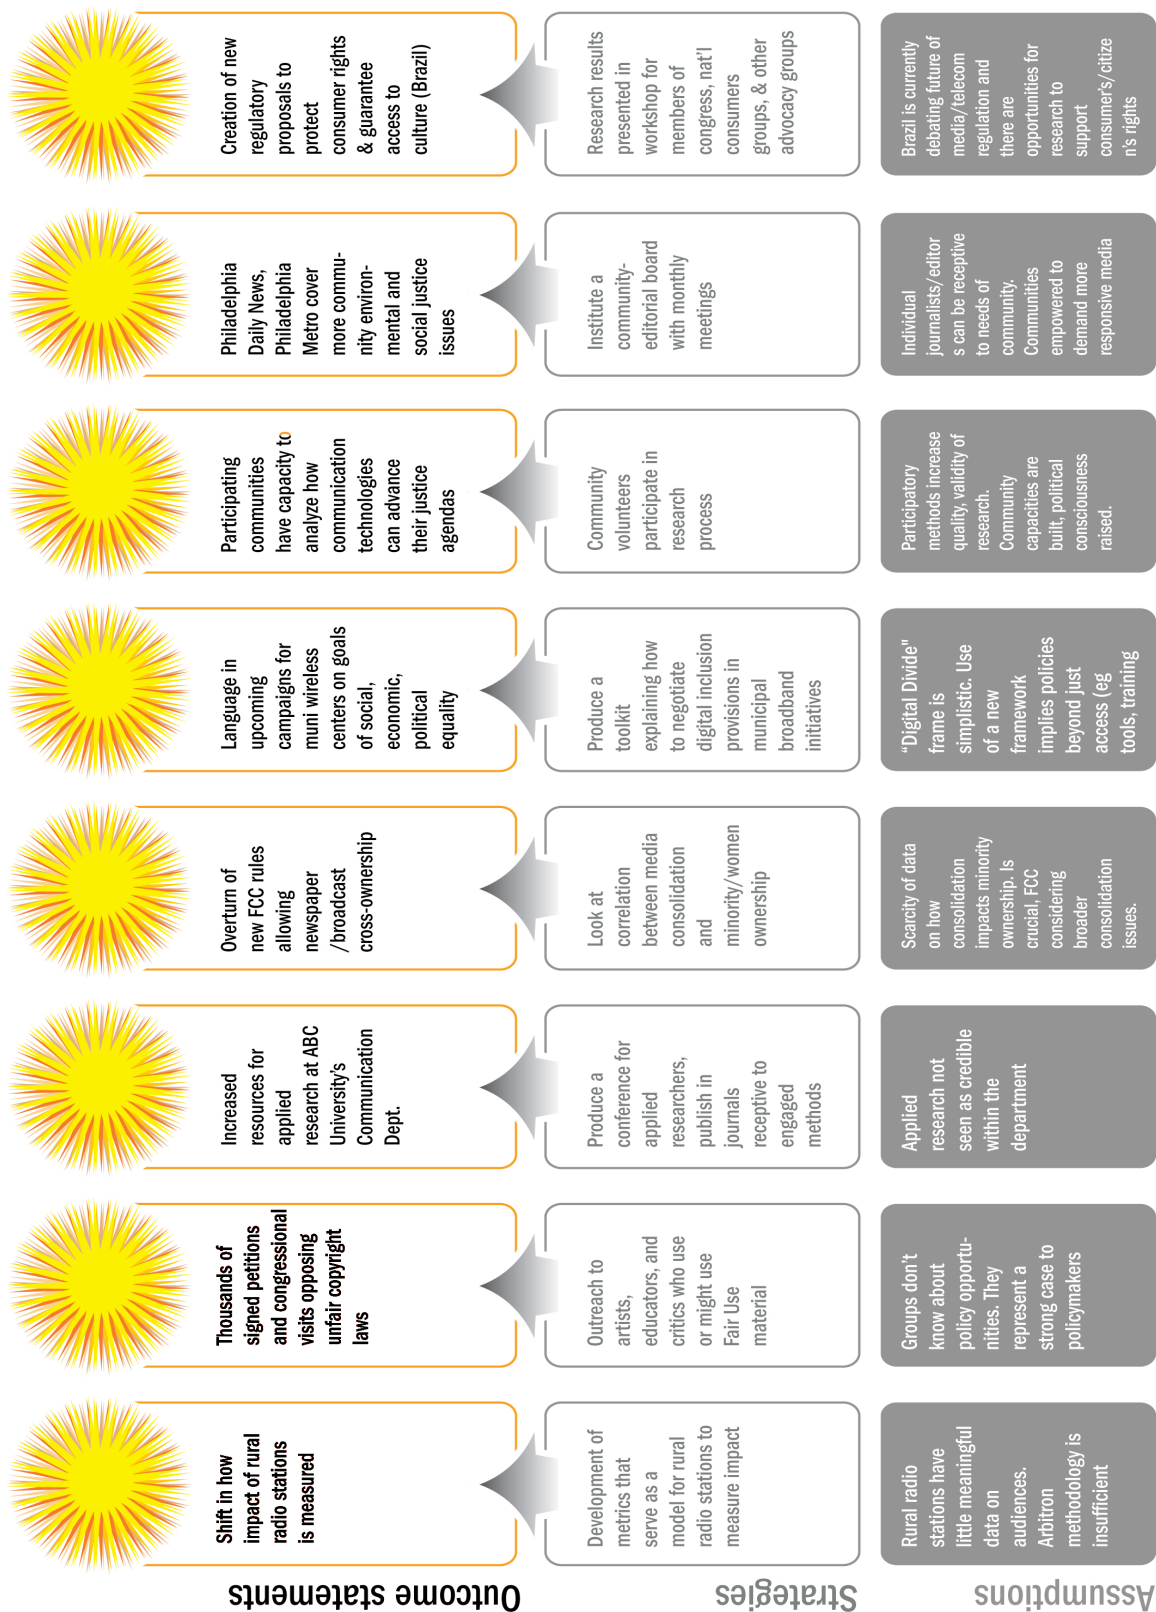 Outcome statements
Shift in how
impact of rural
radio stations
is measured
Thousands of
signed petitions
and congressional
visits opposing
unfair copyright
laws
Increased
resources for
applied
research at ABC
University's
Communication
Dept.
Overturn of
new FCC rules
allowing
newspaper
/broadcast
cross-ownership
Language in
upcoming
campaigns for
muni wireless
centers on goals
of social,
economic,
political
equality
Participating
communities
have capacity to
analyze how
communication
technologies
can advance
their justice
agendas
Philadelphia
Daily News,
Philadelphia
Metro cover
more commu-
nity environ-
mental and
social justice
issues
Creation of new
regulatory
proposals to
protect
consumer rights
& guarantee
access to
culture (Brazil)
Strategies
Development of
metrics that
serve as a
model for rural
radio stations to
measure impact
Outreach to
artists,
educators, and
critics who use
or might use
Fair Use
material
Produce a
conference for
applied
researchers,
publish in
journals
receptive to
engaged
methods
Look at
correlation
between media
consolidation
and
minority/women
ownership
Produce a
toolkit
explaining how
to negotiate
digital inclusion
provisions in
municipal
broadband
initiatives
Community
volunteers
participate in
research
process
Institute a
community-
editorial board
with monthly
meetings
Research results
presented in
workshop for
members of
congress, nat'l
consumers
groups, & other
advocacy groups
Assumptions
Rural radio
stations have
little meaningful
data on
audiences.
Arbitron
methodology is
insufficient
Groups don't
know about
policy opportu-
nities. They
represent a
strong case to
policymakers
Applied
research not
seen as credible
within the
department
Scarcity of data
on how
consolidation
impacts minority
ownership. Is
crucial, FCC
considering
broader
consolidation
issues.
“Digital Divide"
frame is
simplistic. Use
of a new
framework
implies policies
beyond just
access (eg
tools, training
Participatory
methods increase
quality, validity of
research.
Community
capacities are
built, political
consciousness
raised.
Individual
journalists/editor
s can be receptive
to needs of
community.
Communities
empowered to
demand more
responsive media
Brazil is currently
debating future of
media/telecom
regulation and
there are
opportunities for
research to
support
consumer's/citize
n's rights